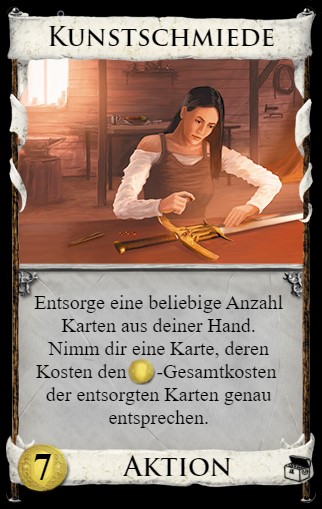 KUNSTSCHMIEDE
Entsorge eine beliebige Anzahl
Karten aus deiner Hand.
Nimm dir eine Karte, deren
Kosten den -Gesamtkosten
der entsorgten Karten genau
entsprechen.
7 AKTION